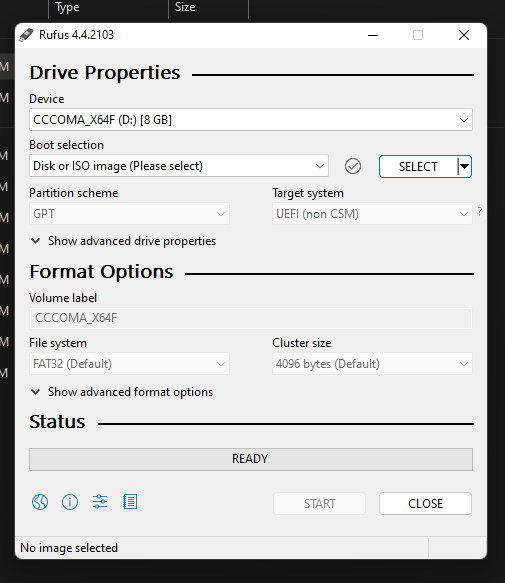 Type Size
Rufus 4.4.2103
Drive Properties
Device
CCCOMA_X64F (D:) [8 GB]
Boot selection
Disk or ISO image (Please select)
SELECT
Partition scheme
Target system
GPT
UEFI (non CSM)
?
Show advanced drive properties
Format Options
Volume label
CCCOMA_X64F
File system
Cluster size
FAT32 (Default)
4096 bytes (Default)
Show advanced format options
Status
READY
START
CLOSE
No image selected
M
M
M
M
M
M
M
M
M